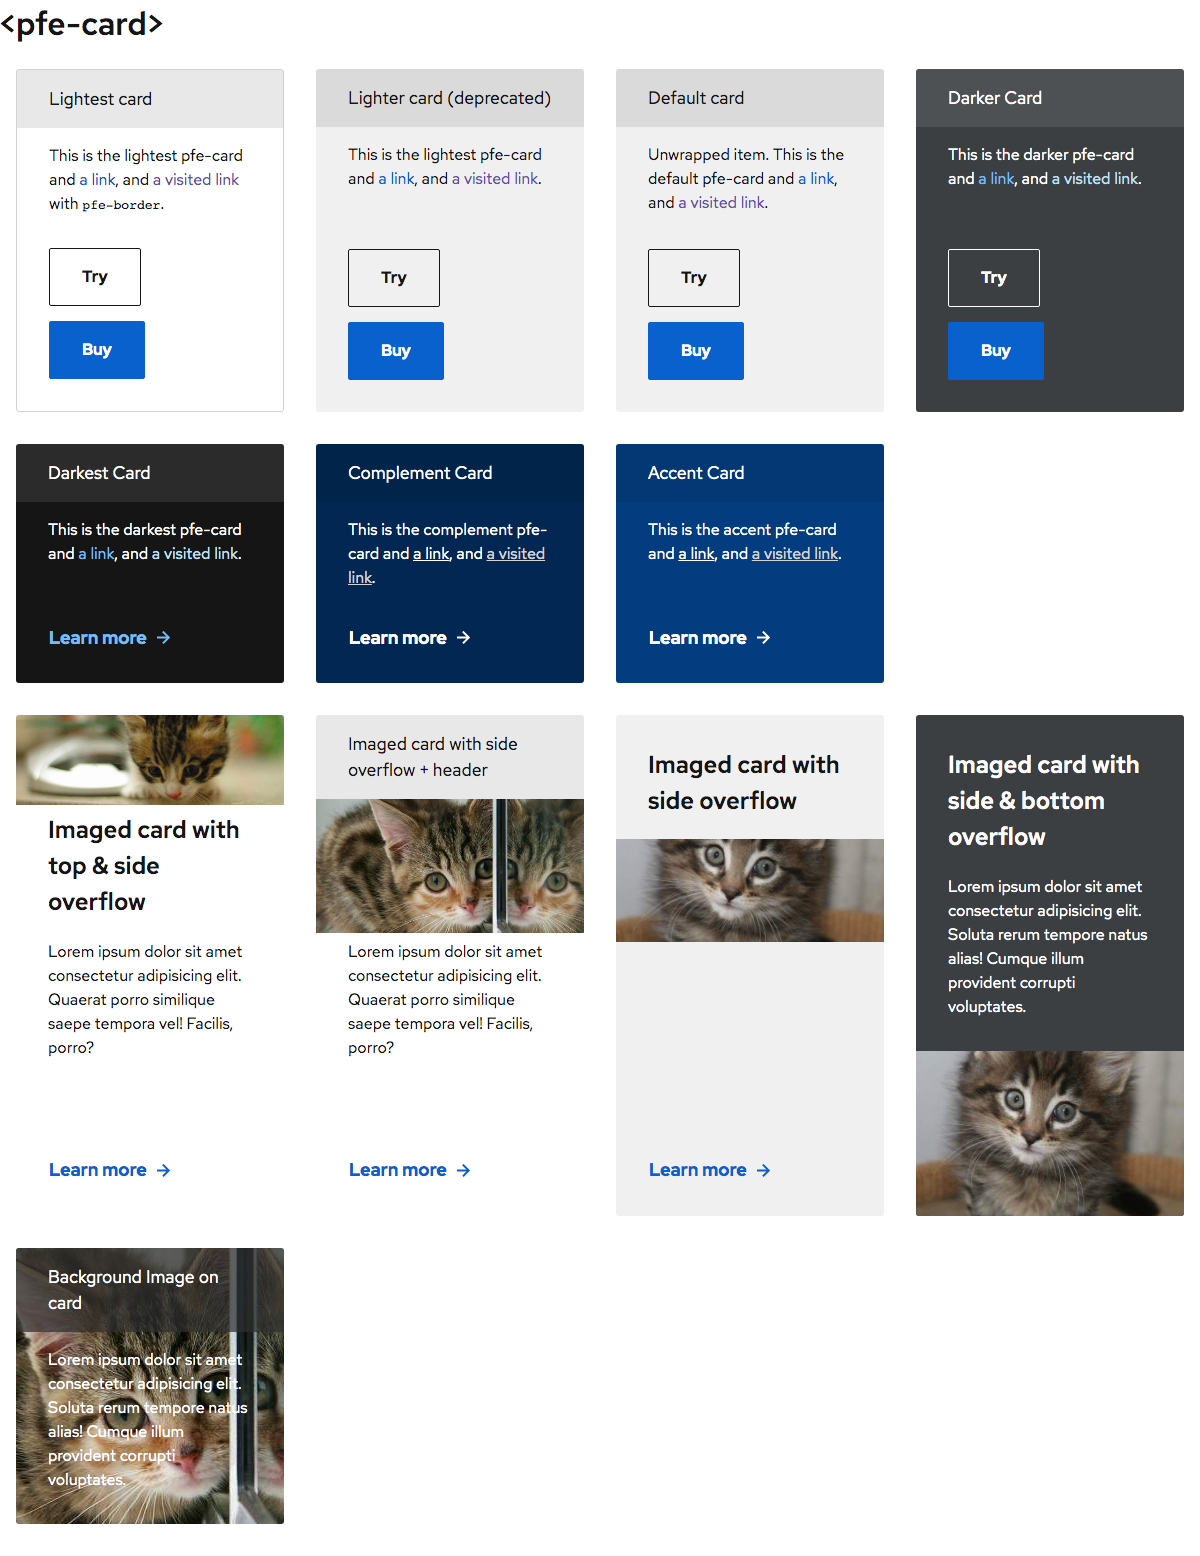 <pfe-card>
Lightest card
This is the lightest pfe-card
and a link, and a visited link
with pfe-border.
Try
Buy
Lighter card (deprecated)
This is the lightest pfe-card
and a link, and a visited link.
Try
Buy
Default card
Unwrapped item. This is the
default pfe-card and a link,
and a visited link.
Try
Buy
Darker Card
This is the darker pfe-card
and a link, and a visited link.
Try
Buy
Darkest Card
This is the darkest pfe-card
and a link, and a visited link.
Learn more →
Complement Card
This is the complement pfe-
card and a link, and a visited
link.
Learn more →
Accent Card
This is the accent pfe-card
and a link, and a visited link.
Learn more →
Imaged card with
top & side
overflow
Lorem ipsum dolor sit amet
consectetur adipisicing elit.
Quaerat porro similique
saepe tempora vel! Facilis,
porro?
Learn more →
Imaged card with side
overflow + header
Lorem ipsum dolor sit amet
consectetur adipisicing elit.
Quaerat porro similique
saepe tempora vel! Facilis,
porro?
Learn more →
Imaged card with
side overflow
Learn more →
Imaged card with
side & bottom
overflow
Lorem ipsum dolor sit amet
consectetur adipisicing elit.
Soluta rerum tempore natus
alias! Cumque illum
provident corrupti
voluptates.
Background Image on
card
Lorem ipsum dolor sit amet
consectetur adipisicing elit.
Soluta rerum tempore natus
alias! Cumque illum
provident corrupti
voluptates.